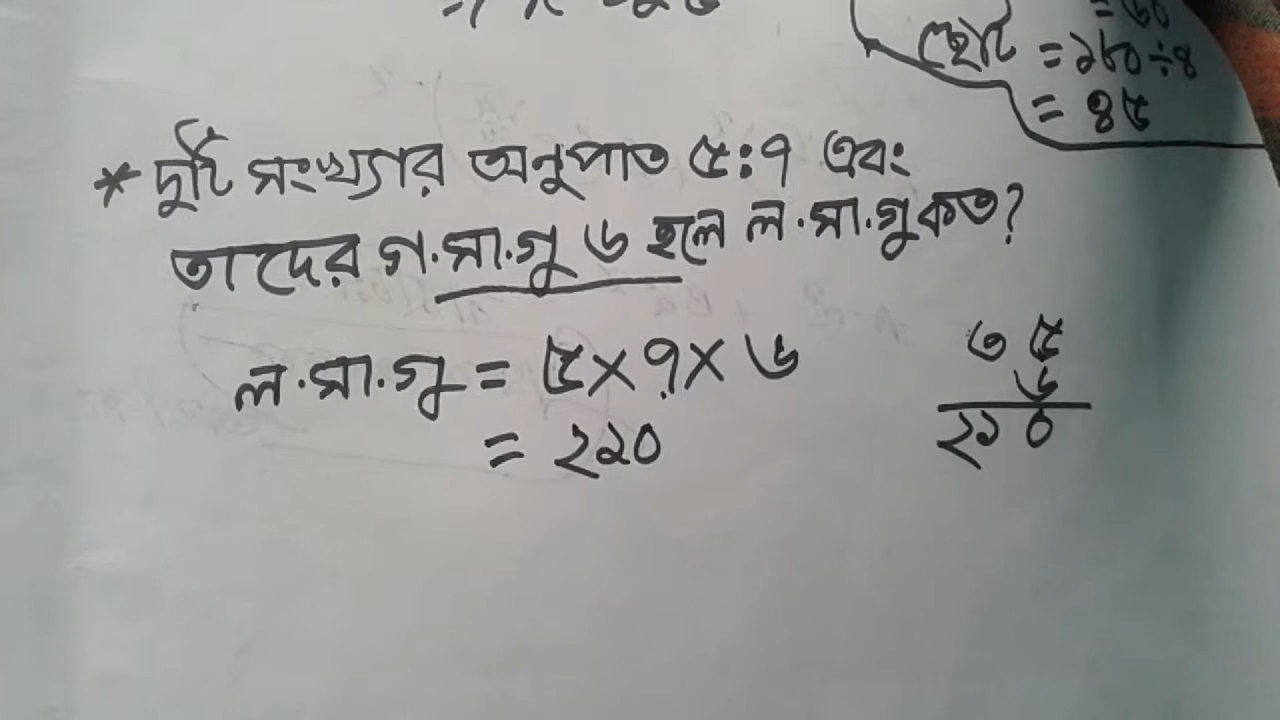 ছোট = ১৮০÷৪
= ৪৫
* দুটি সংখ্যার অনুপাত ৫:৭ এবং
তাদের গ.সা.গু ৬ হলে ল.সা.গু কত?
ল.সা.গু = ৫×৭×৬
= ২১০
৩৫
৬
২১০